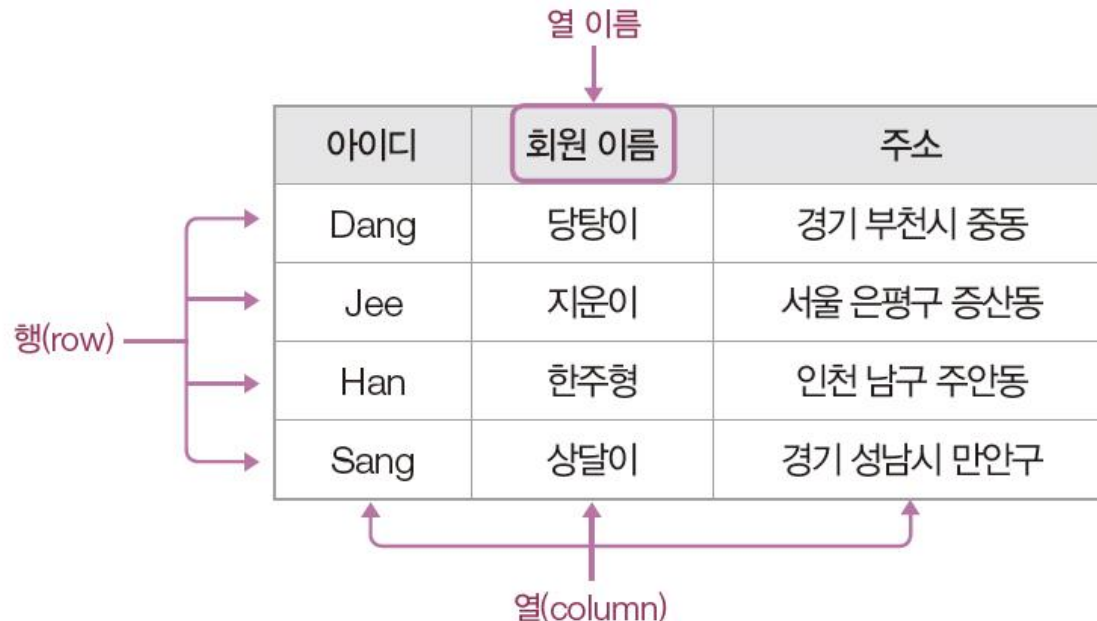 열 이름
아이디 회원 이름 주소
Dang 당탕이 경기 부천시 중동
Jee 지운이 서울 은평구 증산동
행(row)
Han 한주형 인천 남구 주안동
Sang 상달이 경기 성남시 만안구
열(column)